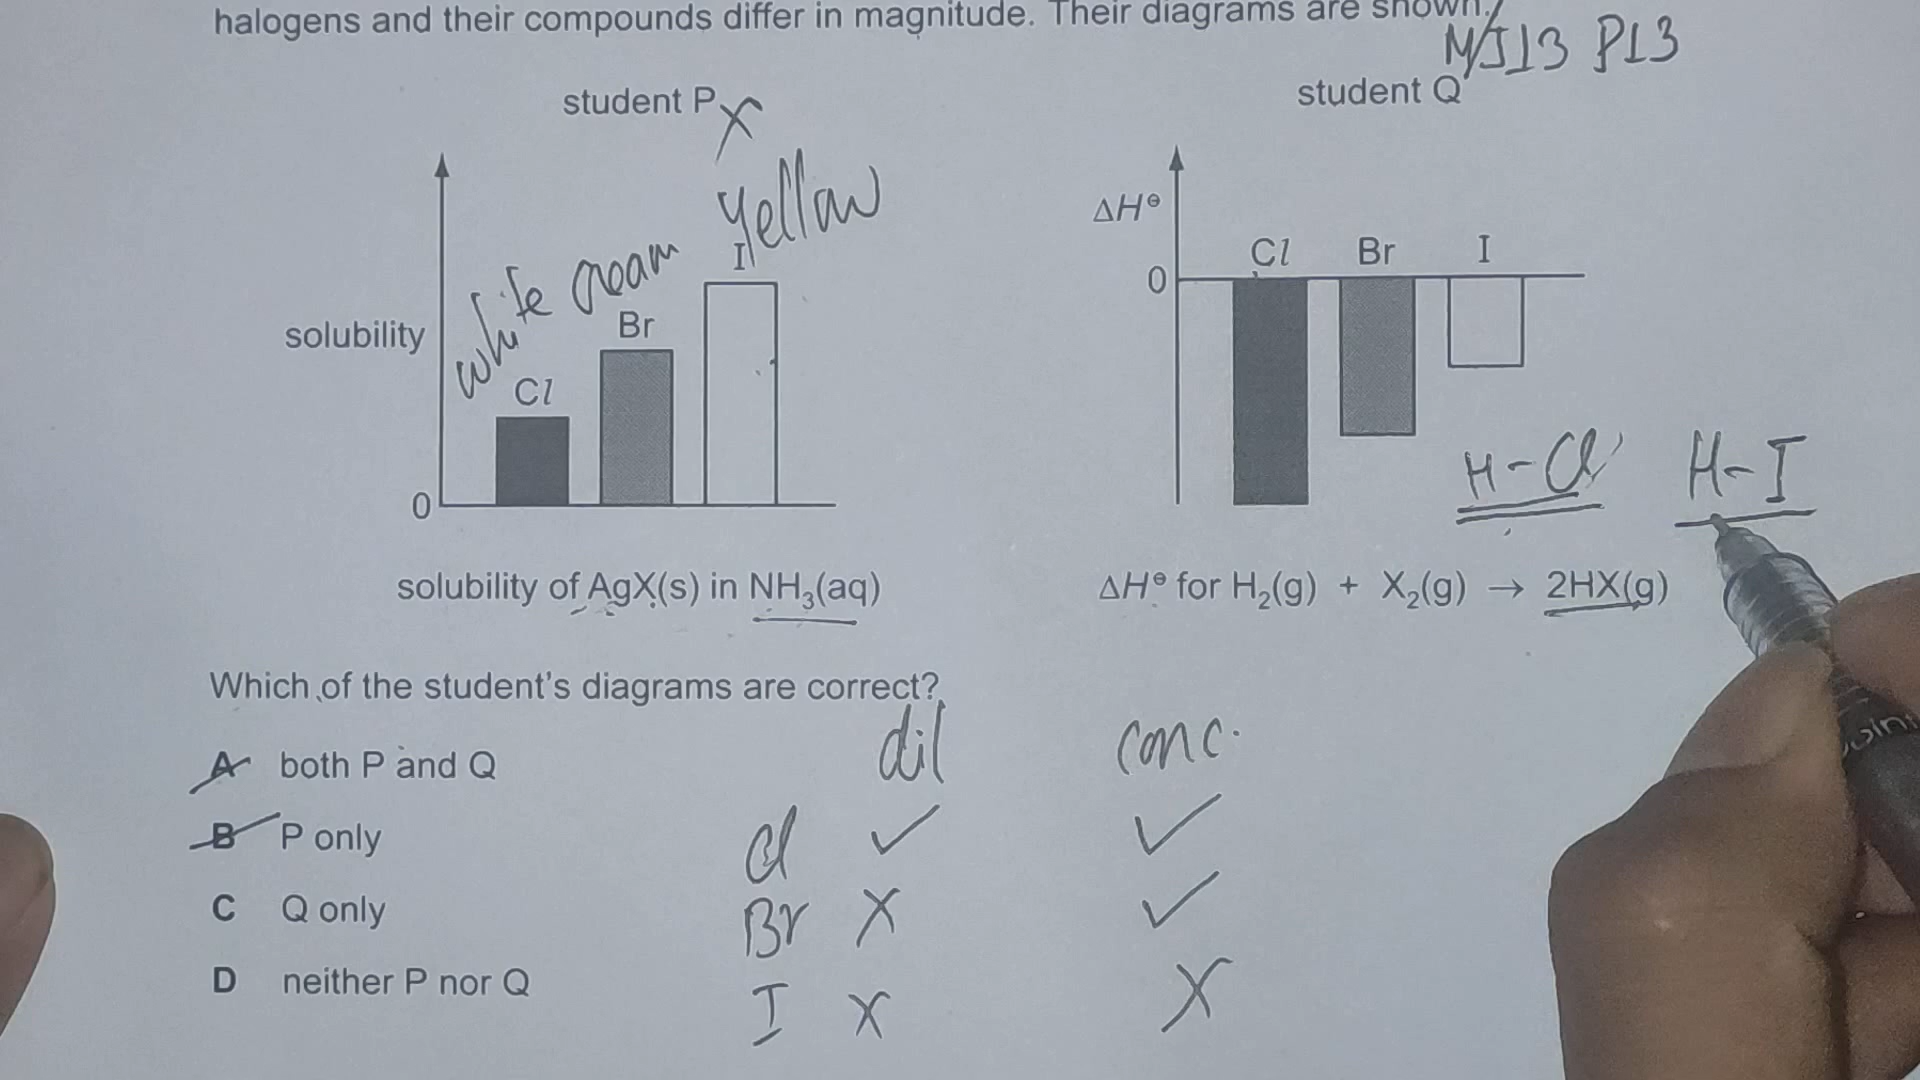 halogens and their compounds differ in magnitude. Their diagrams are shown.
M/J13 P13
student P X
student Q
Yellow
white cream
I
Br
Cl
solubility
0
solubility of AgX(s) in NH₃(aq)
ΔH⊖
0
Cl Br I
H-Cl H-I
ΔH⊖ for H₂(g) + X₂(g) → 2HX(g)
Which of the student's diagrams are correct?
dil conc.
A both P and Q
B P only
C Q only
D neither P nor Q
Cl ✓ ✓
Br X ✓
I X X